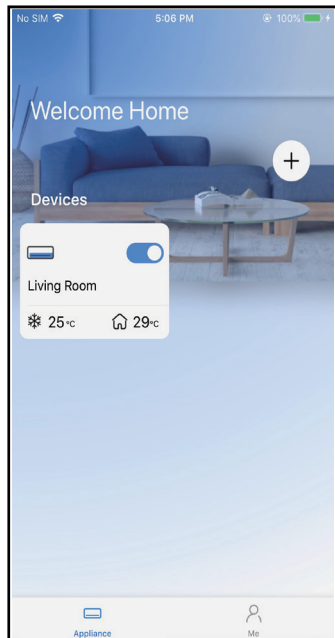 No SIM 5:06 PM 100%
Welcome Home
+
Devices
Living Room
25°C 29°C
Appliance Me